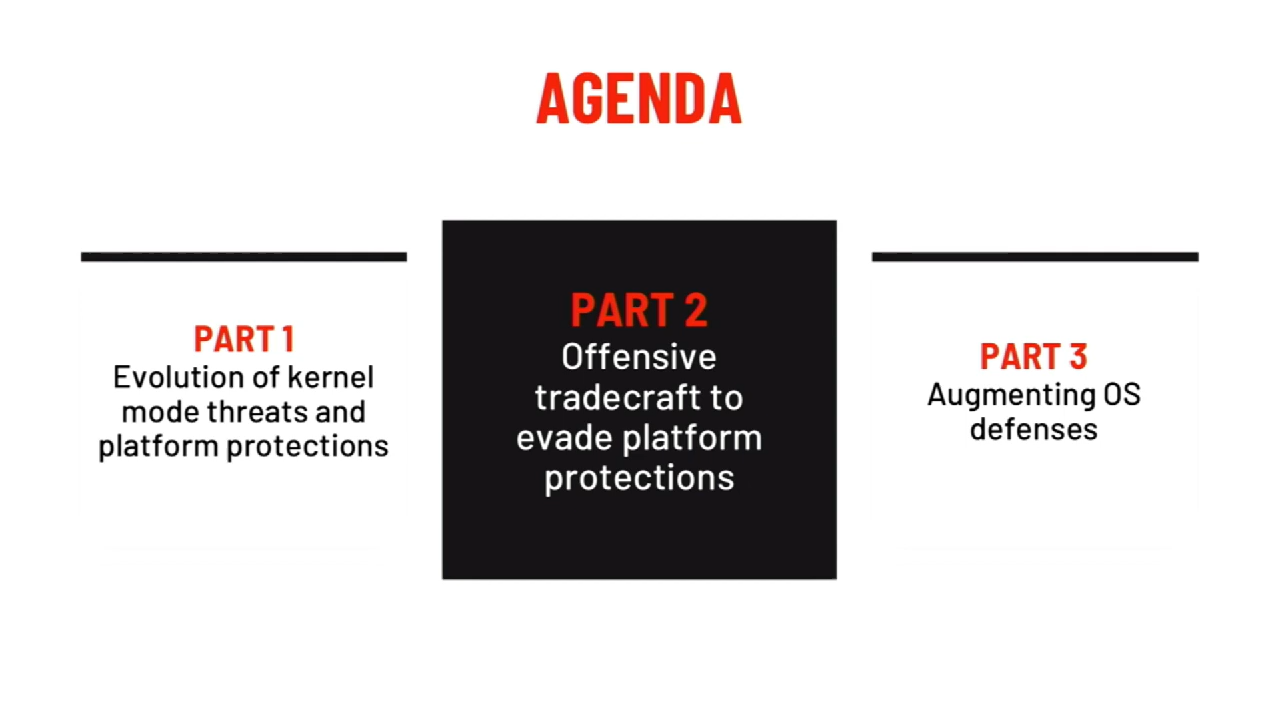 AGENDA
PART 1
Evolution of kernel
mode threats and
platform protections
PART 2
Offensive
tradecraft to
evade platform
protections
PART 3
Augmenting OS
defenses